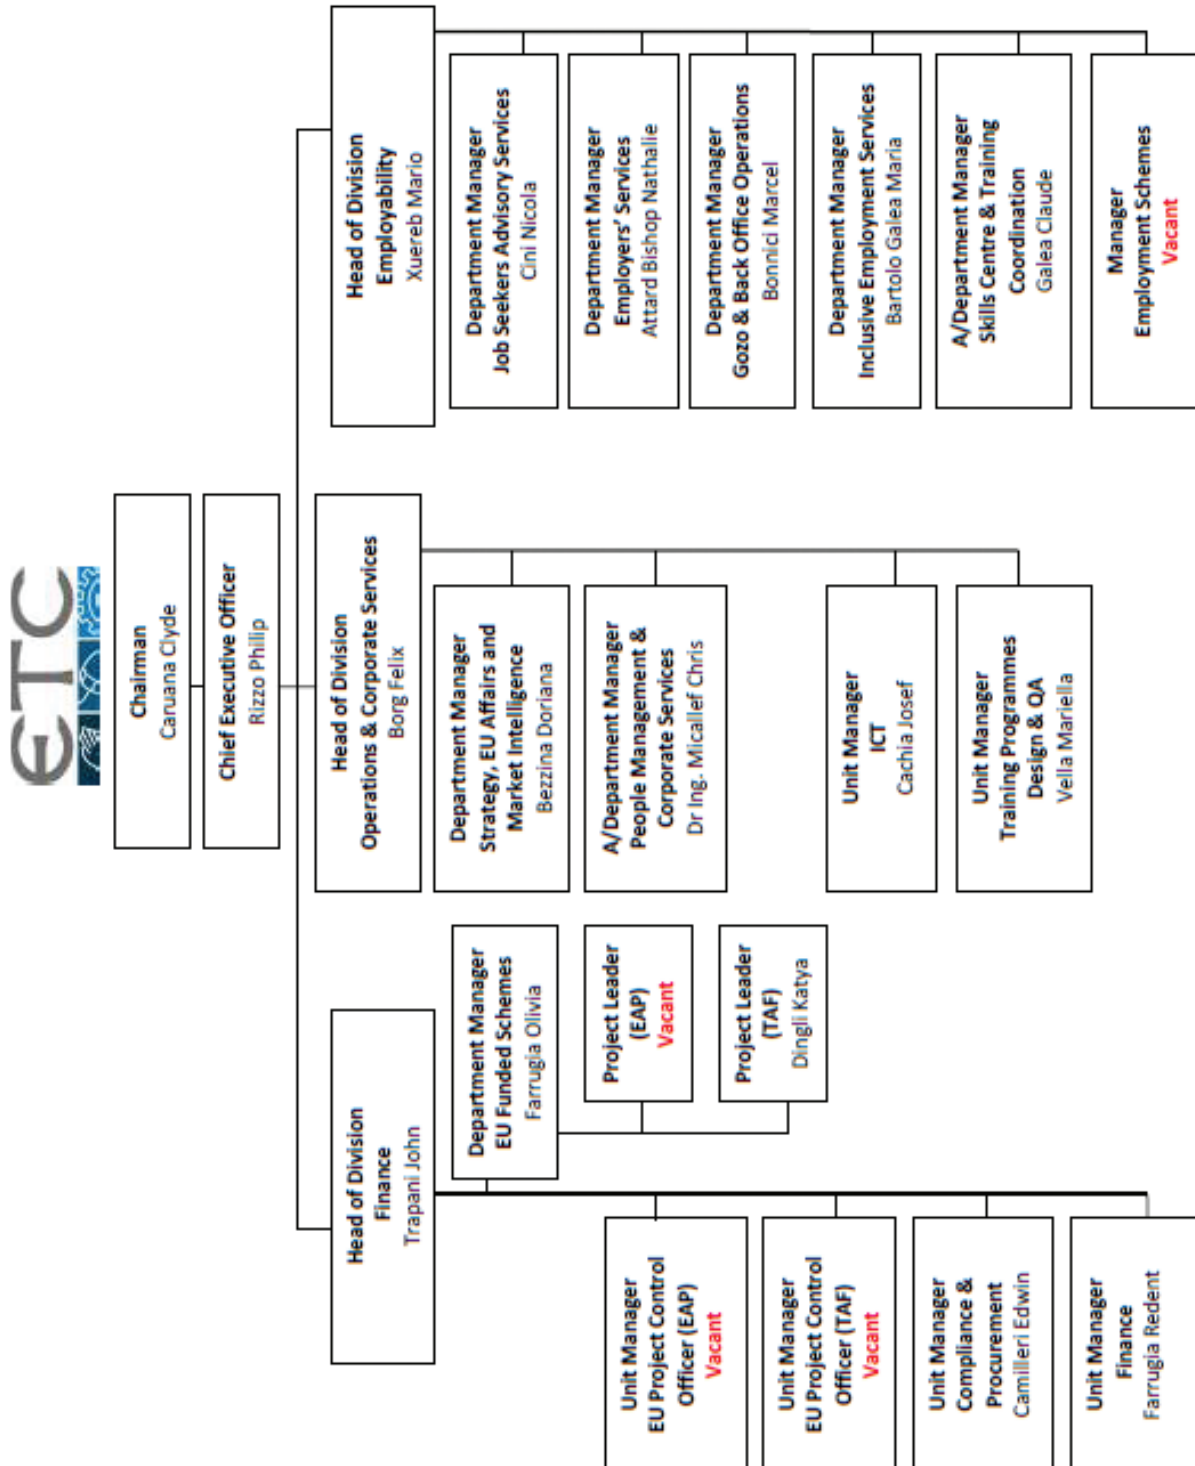 etc
Chairman
Caruana Clyde
Chief Executive Officer
Rizzo Philip
Head of Division
Finance
Trapani John
Head of Division
Operations & Corporate Services
Borg Felix
Head of Division
Employability
Xuereb Mario
Department Manager
EU Funded Schemes
Farrugia Olivia
Project Leader
(EAP)
Vacant
Project Leader
(TAF)
Dingli Katya
Unit Manager
EU Project Control
Officer (EAP)
Vacant
Unit Manager
EU Project Control
Officer (TAF)
Vacant
Unit Manager
Compliance &
Procurement
Camilleri Edwin
Unit Manager
Finance
Farrugia Redent
Department Manager
Strategy, EU Affairs and
Market Intelligence
Bezzina Doriana
A/Department Manager
People Management &
Corporate Services
Dr Ing. Micallef Chris
Unit Manager
ICT
Cachia Josef
Unit Manager
Training Programmes
Design & QA
Vella Mariella
Department Manager
Job Seekers Advisory Services
Cini Nicola
Department Manager
Employers' Services
Attard Bishop Nathalie
Department Manager
Gozo & Back Office Operations
Bonnici Marcel
Department Manager
Inclusive Employment Services
Bartolo Galea Maria
A/Department Manager
Skills Centre & Training
Coordination
Galea Claude
Manager
Employment Schemes
Vacant